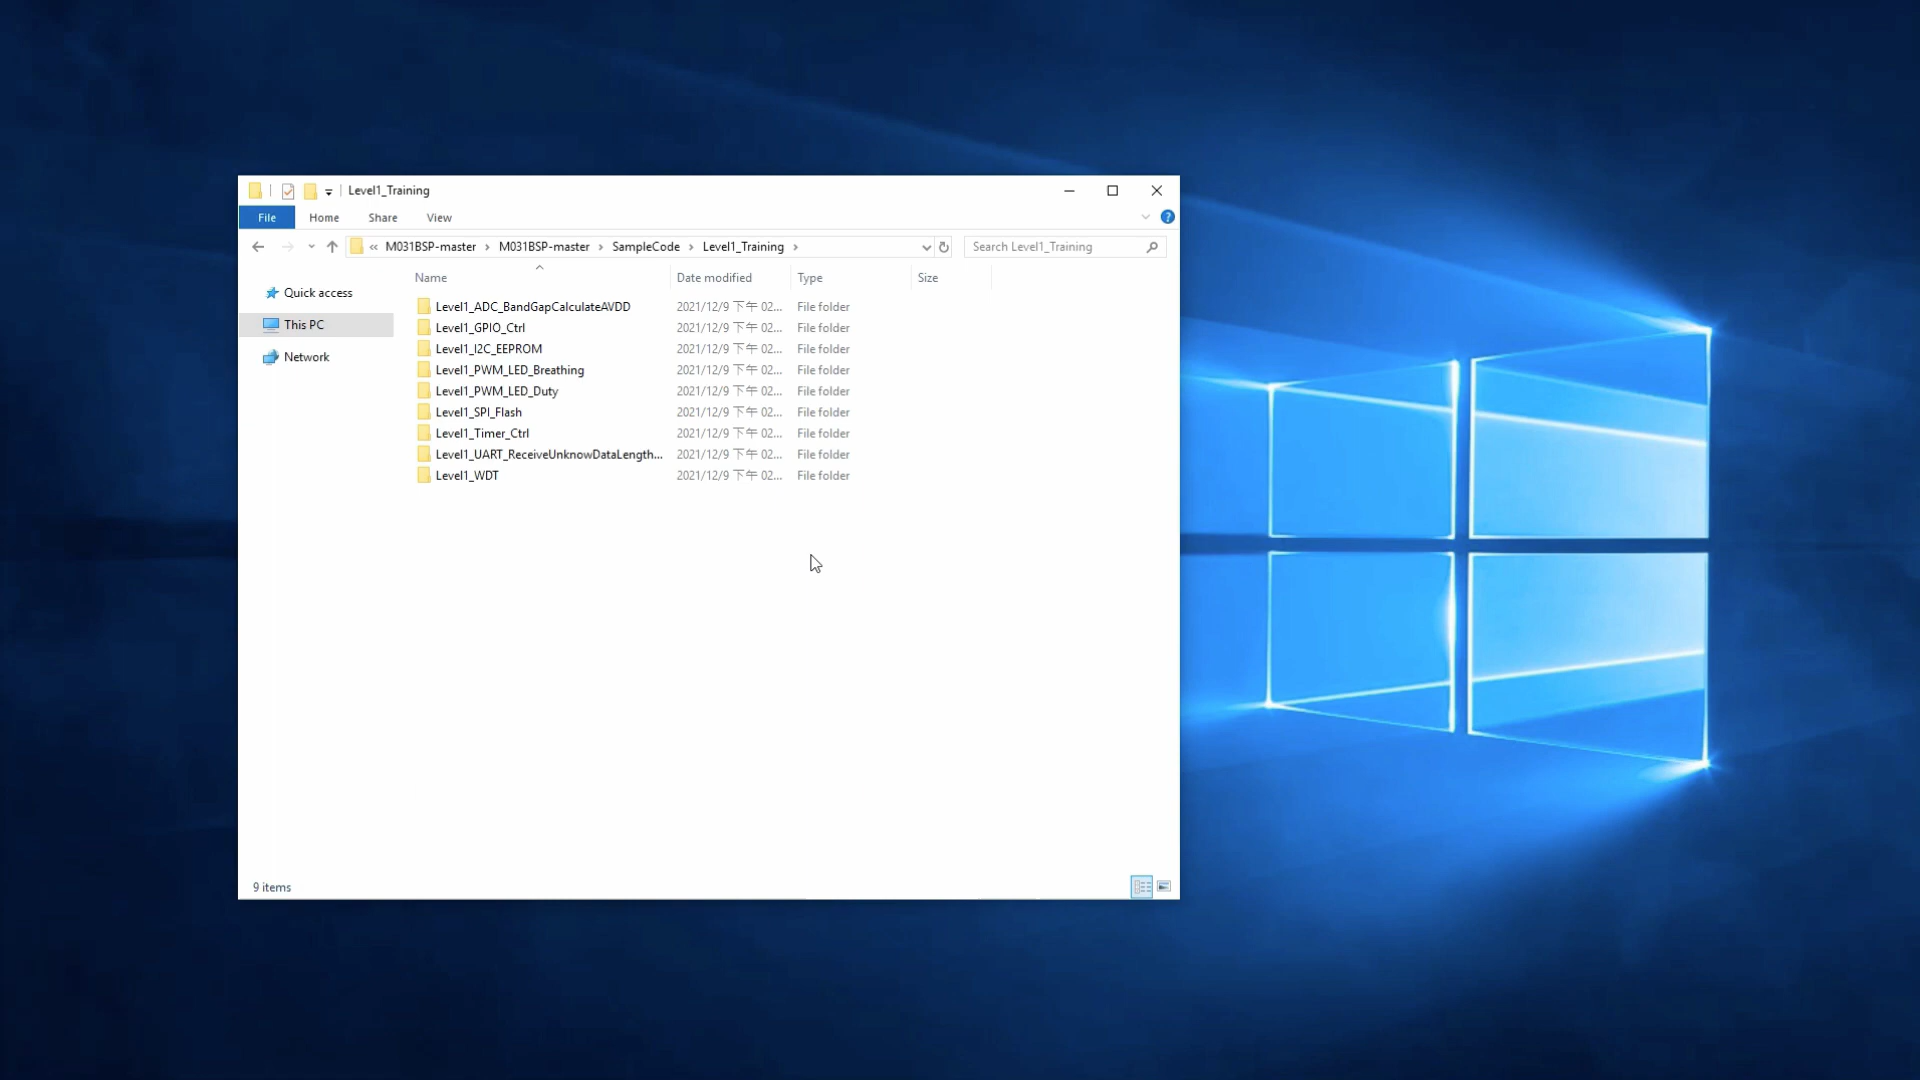 Level1_Training
File Home Share View
« M031BSP-master › M031BSP-master › SampleCode › Level1_Training › Search Level1_Training
Name Date modified Type Size
Quick access
This PC
Network
Level1_ADC_BandGapCalculateAVDD 2021/12/9 下午 02... File folder
Level1_GPIO_Ctrl 2021/12/9 下午 02... File folder
Level1_I2C_EEPROM 2021/12/9 下午 02... File folder
Level1_PWM_LED_Breathing 2021/12/9 下午 02... File folder
Level1_PWM_LED_Duty 2021/12/9 下午 02... File folder
Level1_SPI_Flash 2021/12/9 下午 02... File folder
Level1_Timer_Ctrl 2021/12/9 下午 02... File folder
Level1_UART_ReceiveUnknowDataLength... 2021/12/9 下午 02... File folder
Level1_WDT 2021/12/9 下午 02... File folder
9 items